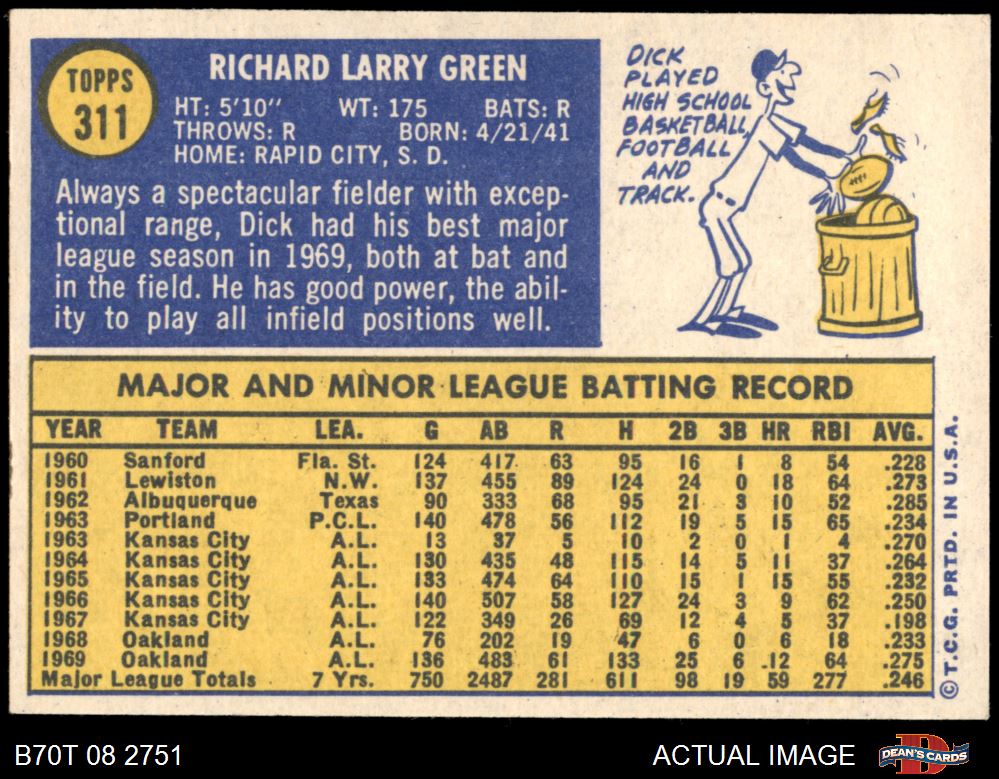 TOPPS
311
RICHARD LARRY GREEN
HT: 5'10" WT: 175 BATS: R
THROWS: R BORN: 4/21/41
HOME: RAPID CITY, S. D.
Always a spectacular fielder with excep-
tional range, Dick had his best major
league season in 1969, both at bat and
in the field. He has good power, the abil-
ity to play all infield positions well.
DICK
PLAYED
HIGH SCHOOL
BASKETBALL,
FOOTBALL
AND
TRACK.
MAJOR AND MINOR LEAGUE BATTING RECORD
YEAR TEAM LEA. G AB R H 2B 3B HR RBI AVG.
1960 Sanford Fla. St. 124 417 63 95 16 1 8 54 .228
1961 Lewiston N.W. 137 455 89 124 24 0 18 64 .273
1962 Albuquerque Texas 90 333 68 95 21 3 10 52 .285
1963 Portland P.C.L. 140 478 56 112 19 5 15 65 .234
1963 Kansas City A.L. 13 37 5 10 2 0 1 4 .270
1964 Kansas City A.L. 130 435 48 115 14 5 11 37 .264
1965 Kansas City A.L. 133 474 64 110 15 1 15 55 .232
1966 Kansas City A.L. 140 507 58 127 24 3 9 62 .250
1967 Kansas City A.L. 122 349 26 69 12 4 5 37 .198
1968 Oakland A.L. 76 202 19 47 6 0 6 18 .233
1969 Oakland A.L. 136 483 61 133 25 6 12 64 .275
Major League Totals 7 Yrs. 750 2487 281 611 98 19 59 277 .246
© T.C.G. PRTD. IN U.S.A.
B70T 08 2751 ACTUAL IMAGE
DEAN'S CARDS